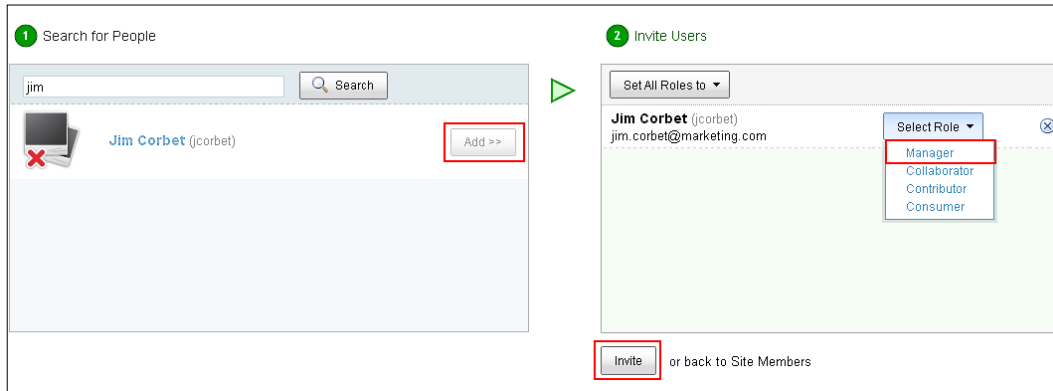 1 Search for People
jim Search
Jim Corbet (jcorbet) Add >>
2 Invite Users
Set All Roles to
Jim Corbet (jcorbet)
jim.corbet@marketing.com
Select Role
Manager
Collaborator
Contributor
Consumer
Invite or back to Site Members